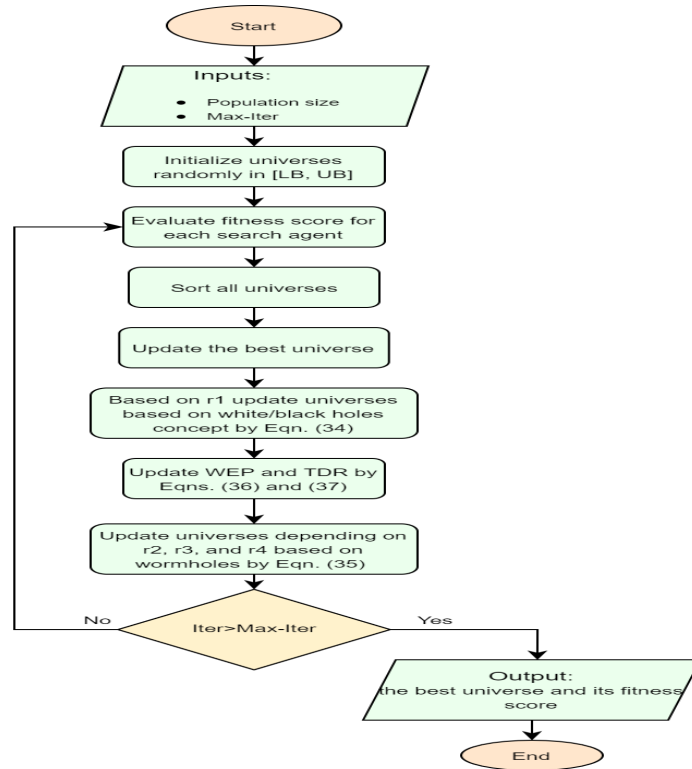 Start
Inputs:
● Population size
● Max-Iter
Initialize universes
randomly in [LB, UB]
Evaluate fitness score for
each search agent
Sort all universes
Update the best universe
Based on r1 update universes
based on white/black holes
concept by Eqn. (34)
Update WEP and TDR by
Eqns. (36) and (37)
Update universes depending on
r2, r3, and r4 based on
wormholes by Eqn. (35)
No
Iter>Max-Iter
Yes
Output:
the best universe and its fitness
score
End